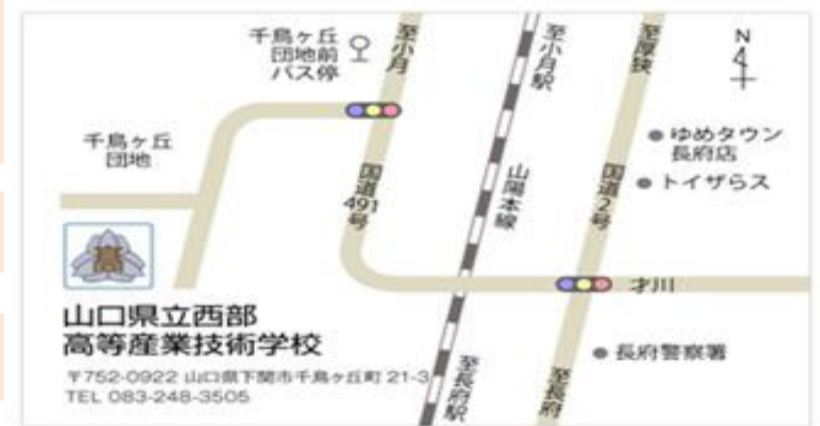 千鳥ヶ丘
団地前
バス停
至小月
至小月駅
至厚狭
N
千鳥ヶ丘
団地
国道491号
山陽本線
国道2号
ゆめタウン
長府店
トイザらス
才川
高
山口県立西部
高等産業技術学校
〒752-0922 山口県下関市千鳥ヶ丘町 21-3
TEL 083-248-3505
至長府駅
至長府
長府警察署